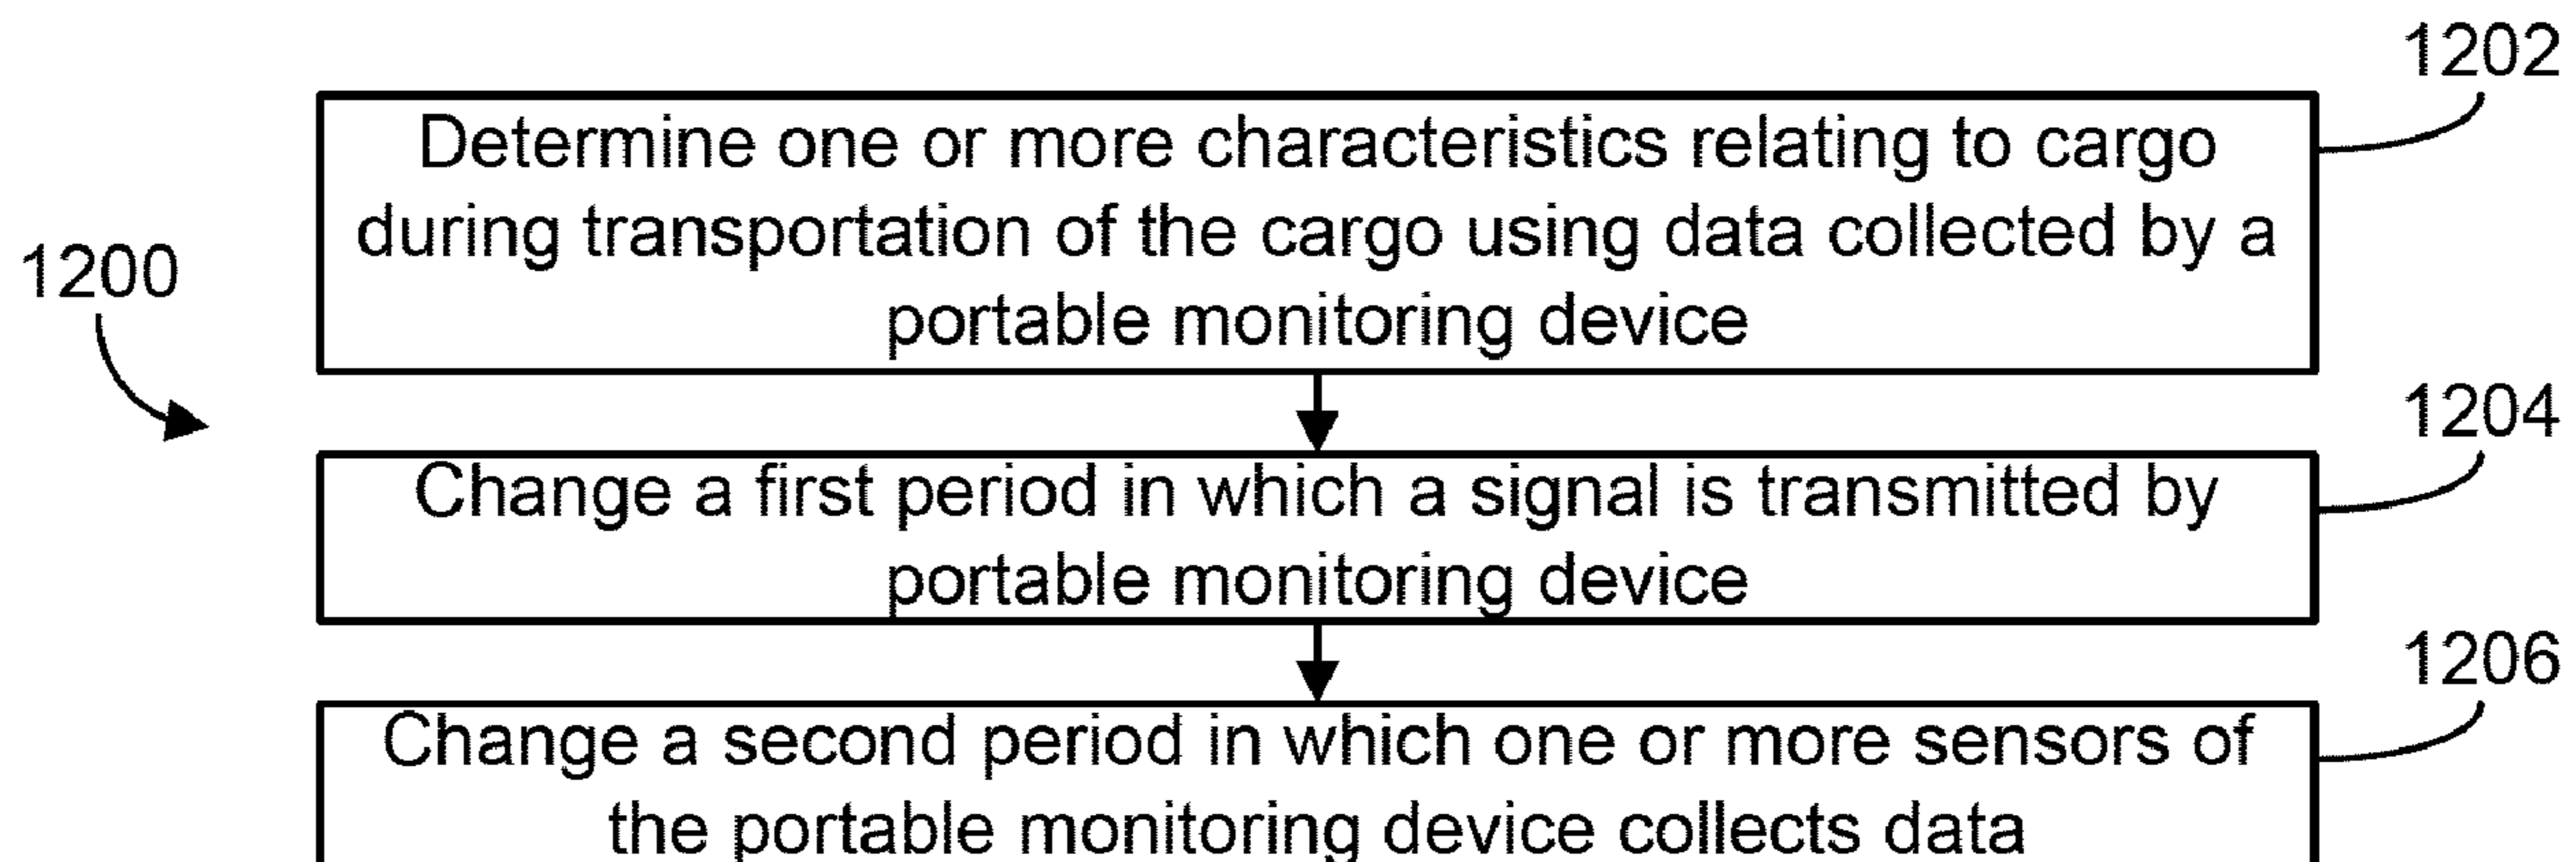 1202
Determine one or more characteristics relating to cargo
during transportation of the cargo using data collected by a
portable monitoring device
1200
1204
Change a first period in which a signal is transmitted by
portable monitoring device
1206
Change a second period in which one or more sensors of
the portable monitoring device collects data